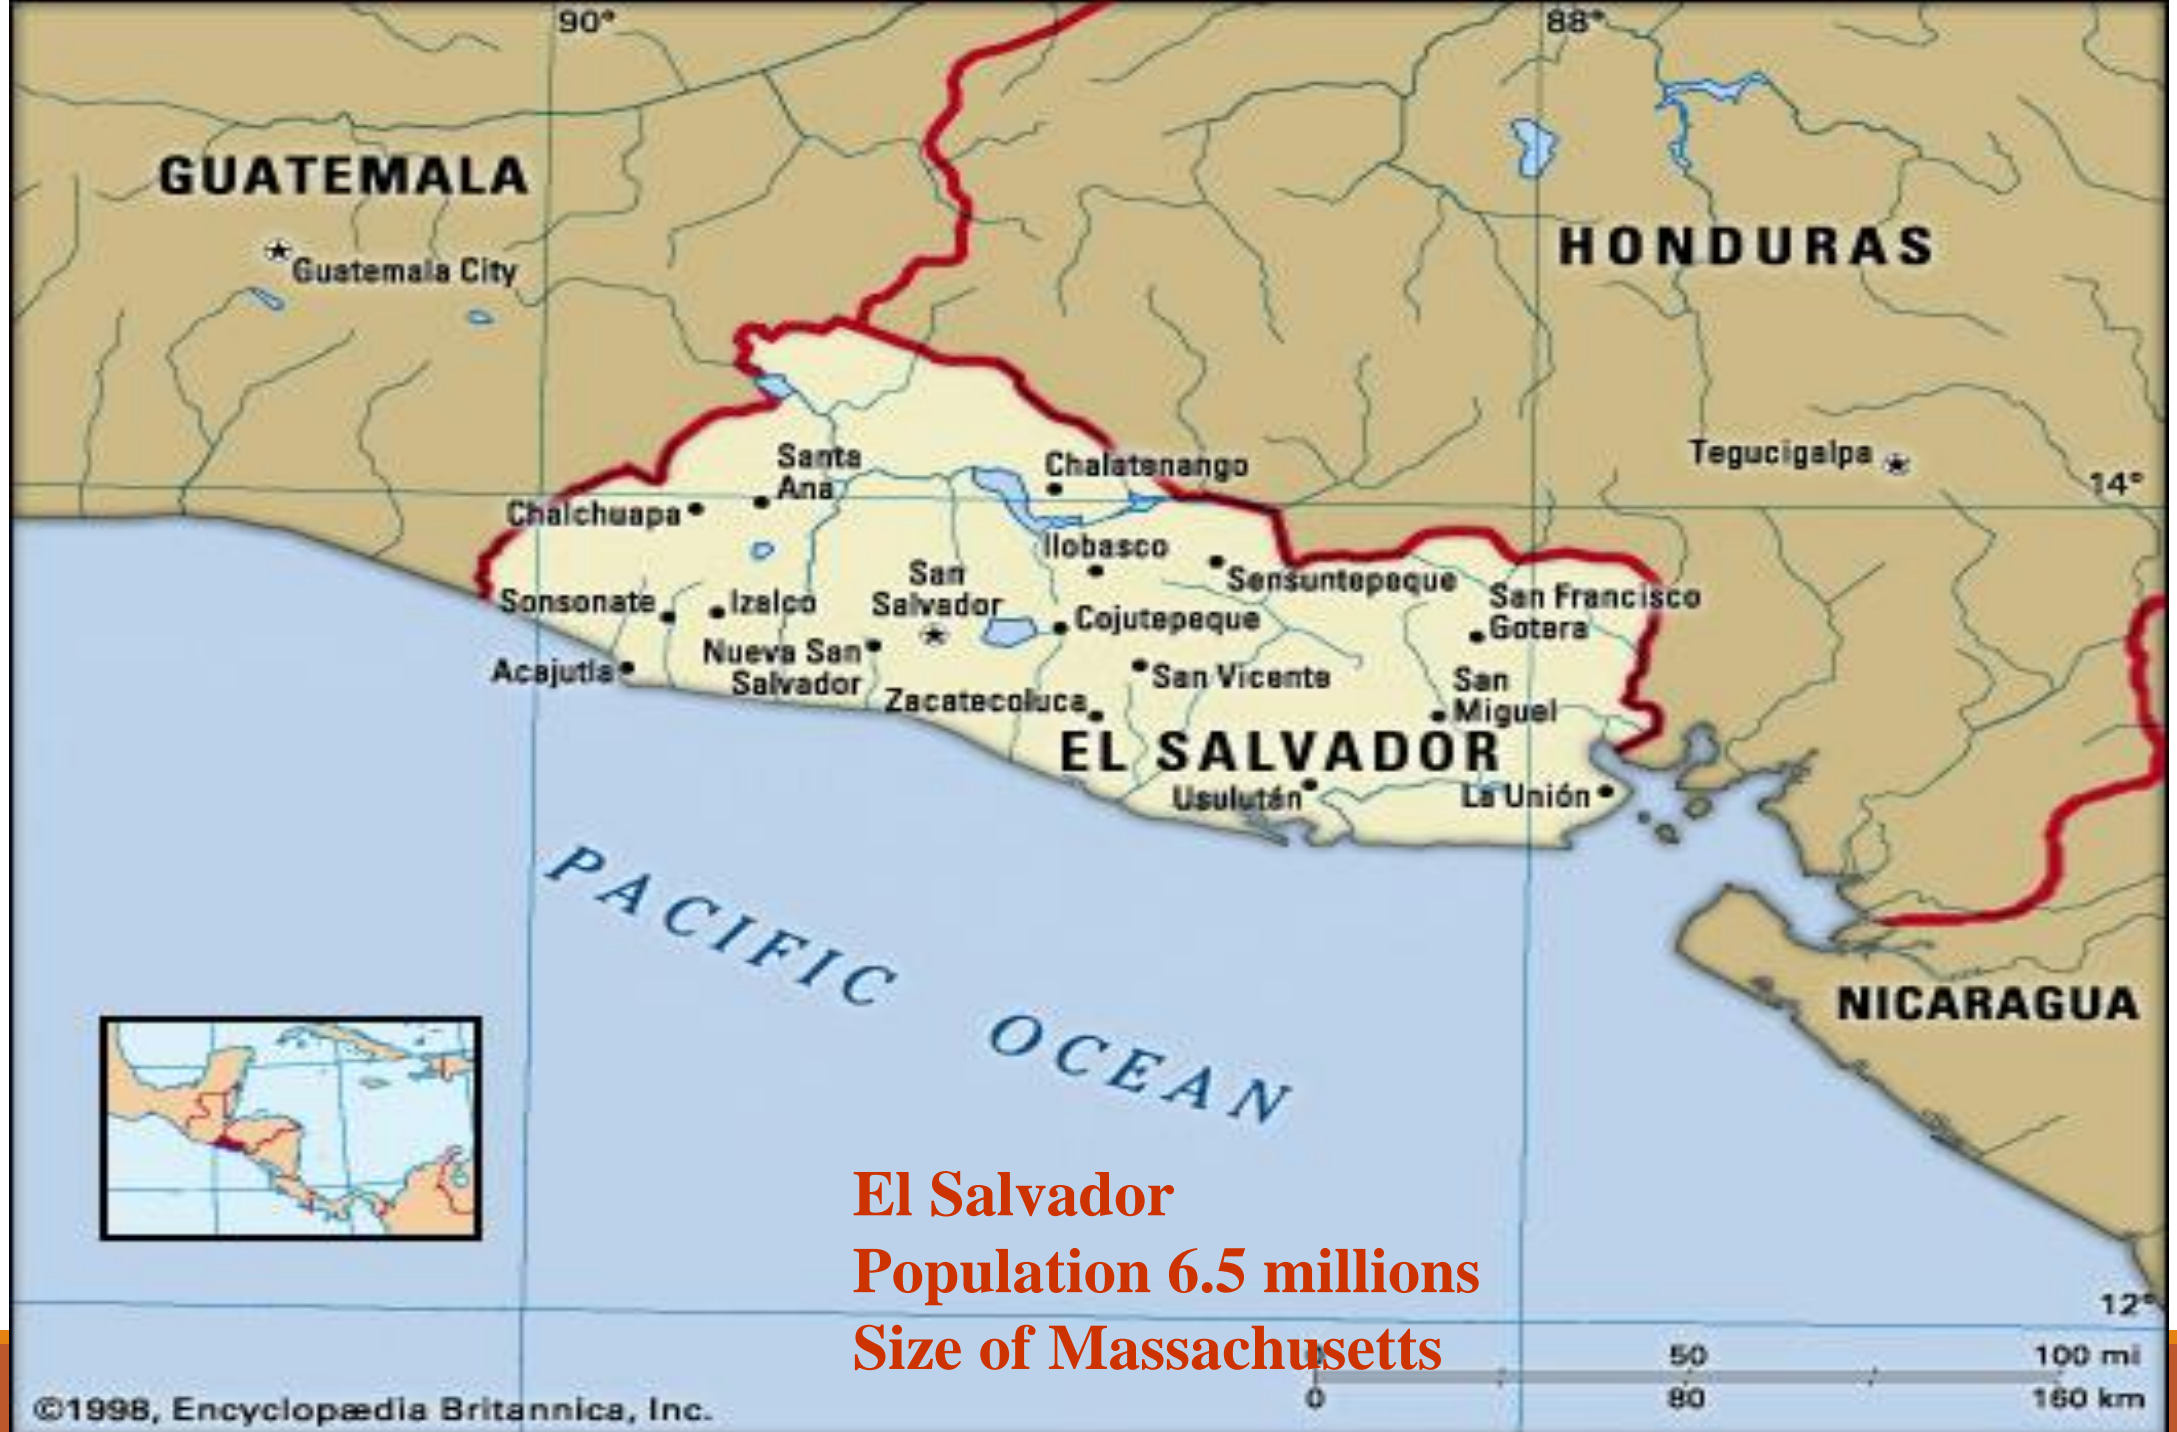 90°
88°
GUATEMALA
Guatemala City
HONDURAS
Tegucigalpa
14°
Santa
Ana
Chalatenango
Chalchuapa
Ilobasco
Sensuntepeque
San
Salvador
San Francisco
Gotera
Sonsonate
Izalco
Cojutepeque
Nueva San
Salvador
Acajutla
San Vicente
San
Miguel
Zacatecoluca
EL SALVADOR
Usulután
La Unión
PACIFIC OCEAN
NICARAGUA
El Salvador
Population 6.5 millions
Size of Massachusetts
12°
0 50 100 mi
0 80 160 km
©1998, Encyclopædia Britannica, Inc.